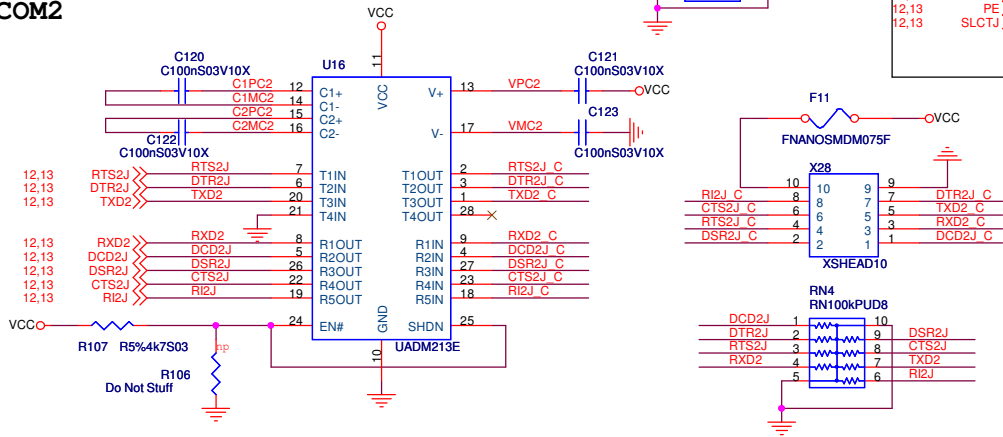 COM2
VCC
12,13 PE
12,13 SLCTJ
C120
C100nS03V10X
U16
11
VCC
C121
C100nS03V10X
C1PC2 12 C1+
C1MC2 14 C1-
C2PC2 15 C2+
C2MC2 16 C2-
V+ 13 VPC2
VCC
C123
V- 17 VMC2
C122
C100nS03V10X
C100nS03V10X
12,13 RTS2J RTS2J 7 T1IN
12,13 DTR2J DTR2J 6 T2IN
12,13 TXD2 TXD2 20 T3IN
21 T4IN
T1OUT 2 RTS2J_C
T2OUT 3 DTR2J_C
T3OUT 1 TXD2_C
T4OUT 28
12,13 RXD2 RXD2 8 R1OUT
12,13 DCD2J DCD2J 5 R2OUT
12,13 DSR2J DSR2J 26 R3OUT
12,13 CTS2J CTS2J 22 R4OUT
12,13 RI2J RI2J 19 R5OUT
R1IN 9 RXD2_C
R2IN 4 DCD2J_C
R3IN 27 DSR2J_C
R4IN 23 CTS2J_C
R5IN 18 RI2J_C
VCC
R107 R5%4k7S03
24 EN#
GND
10
SHDN 25
UADM213E
np
R106
Do Not Stuff
F11
VCC
FNANOSMDM075F
X28
10 10 9 9
RI2J_C 8 8 7 7 DTR2J_C
CTS2J_C 6 6 5 5 TXD2_C
RTS2J_C 4 4 3 3 RXD2_C
DSR2J_C 2 2 1 1 DCD2J_C
XSHEAD10
RN4
RN100kPUD8
DCD2J 1 10
DTR2J 2 9 DSR2J
RTS2J 3 8 CTS2J
RXD2 4 7 TXD2
5 6 RI2J